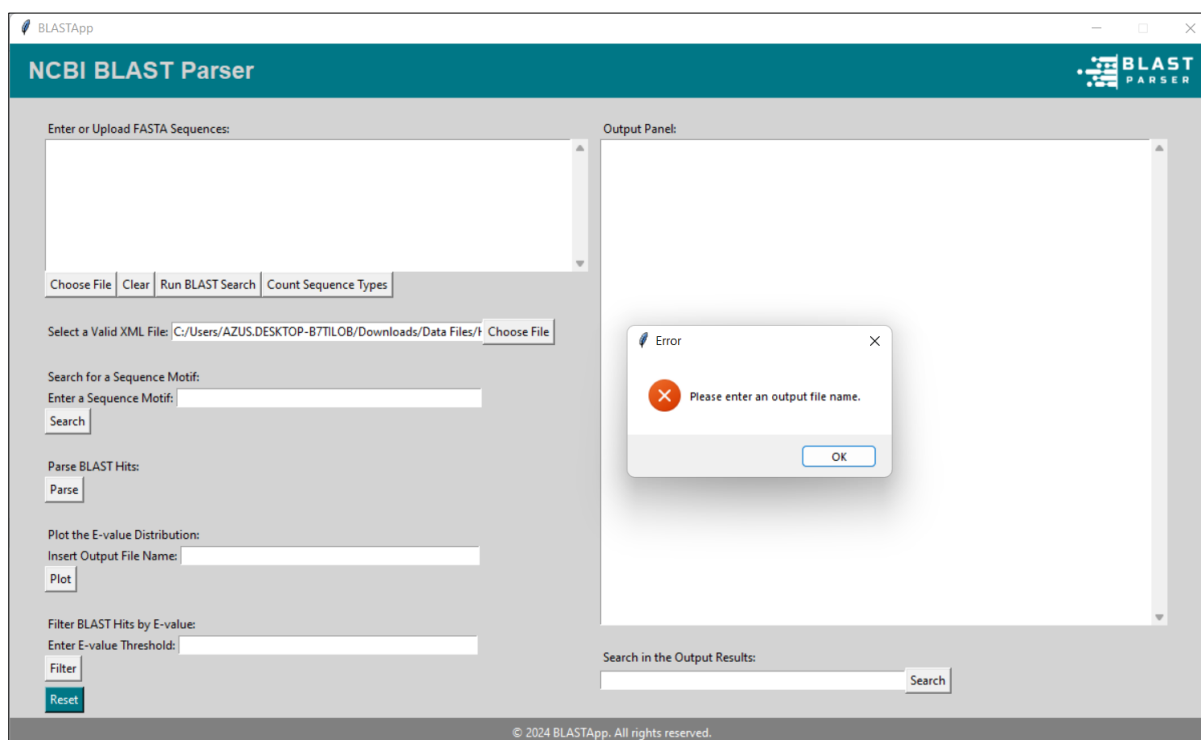 BLASTApp
NCBI BLAST Parser
BLAST
PARSER
Enter or Upload FASTA Sequences:
Choose File Clear Run BLAST Search Count Sequence Types
Select a Valid XML File: C:/Users/AZUS.DESKTOP-B7TILOB/Downloads/Data Files/H Choose File
Search for a Sequence Motif:
Enter a Sequence Motif:
Search
Parse BLAST Hits:
Parse
Plot the E-value Distribution:
Insert Output File Name:
Plot
Filter BLAST Hits by E-value:
Enter E-value Threshold:
Filter
Reset
Output Panel:
Error
Please enter an output file name.
OK
Search in the Output Results:
Search
© 2024 BLASTApp. All rights reserved.